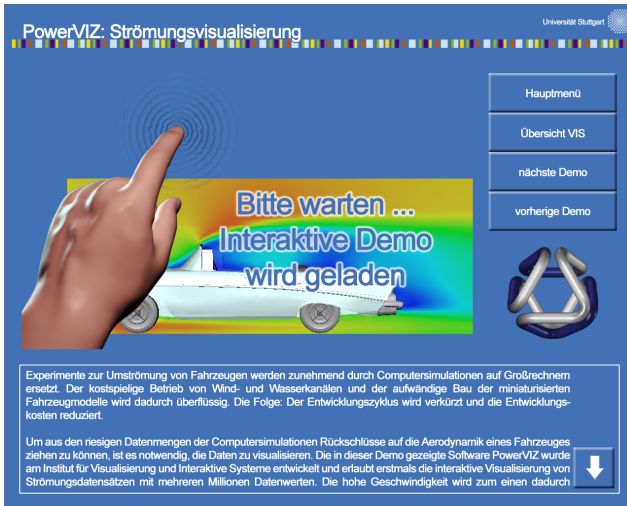 PowerVIZ: Strömungsvisualisierung
Universität Stuttgart
Hauptmenü
Übersicht VIS
nächste Demo
vorherige Demo
Bitte warten ...
Interaktive Demo
wird geladen
Experimente zur Umströmung von Fahrzeugen werden zunehmend durch Computersimulationen auf Großrechnern
ersetzt. Der kostspielige Betrieb von Wind- und Wasserkanälen und der aufwändige Bau der miniaturisierten
Fahrzeugmodelle wird dadurch überflüssig. Die Folge: Der Entwicklungszyklus wird verkürzt und die Entwicklungs-
kosten reduziert.
Um aus den riesigen Datenmengen der Computersimulationen Rückschlüsse auf die Aerodynamik eines Fahrzeuges
ziehen zu können, ist es notwendig, die Daten zu visualisieren. Die in dieser Demo gezeigte Software PowerVIZ wurde
am Institut für Visualisierung und Interaktive Systeme entwickelt und erlaubt erstmals die interaktive Visualisierung von
Strömungsdatensätzen mit mehreren Millionen Datenwerten. Die hohe Geschwindigkeit wird zum einen dadurch